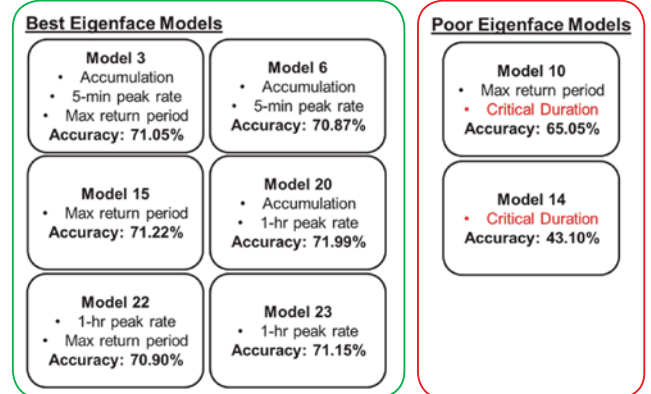 Best Eigenface Models
Model 3
• Accumulation
• 5-min peak rate
• Max return period
Accuracy: 71.05%
Model 6
• Accumulation
• 5-min peak rate
Accuracy: 70.87%
Model 15
• Max return period
Accuracy: 71.22%
Model 20
• Accumulation
• 1-hr peak rate
Accuracy: 71.99%
Model 22
• 1-hr peak rate
• Max return period
Accuracy: 70.90%
Model 23
• 1-hr peak rate
Accuracy: 71.15%
Poor Eigenface Models
Model 10
• Max return period
• Critical Duration
Accuracy: 65.05%
Model 14
• Critical Duration
Accuracy: 43.10%